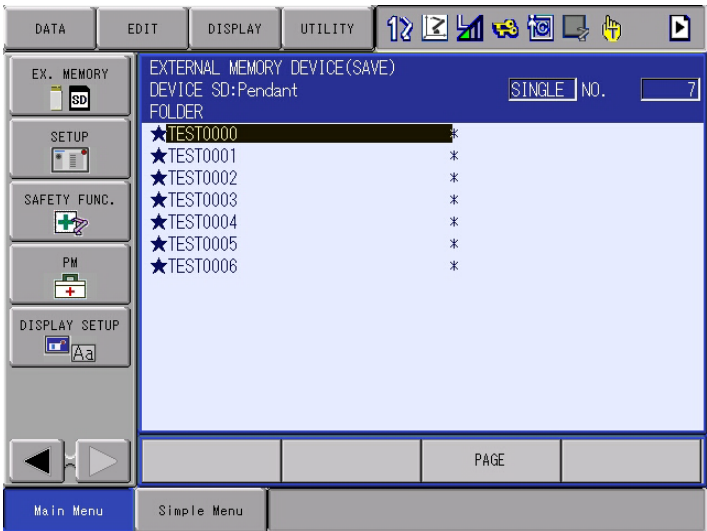 DATA EDIT DISPLAY UTILITY
EX. MEMORY
SD
SETUP
SAFETY FUNC.
PM
DISPLAY SETUP
Aa
EXTERNAL MEMORY DEVICE(SAVE)
DEVICE SD:Pendant SINGLE NO. 7
FOLDER
★TEST0000 *
★TEST0001 *
★TEST0002 *
★TEST0003 *
★TEST0004 *
★TEST0005 *
★TEST0006 *
PAGE
Main Menu Simple Menu